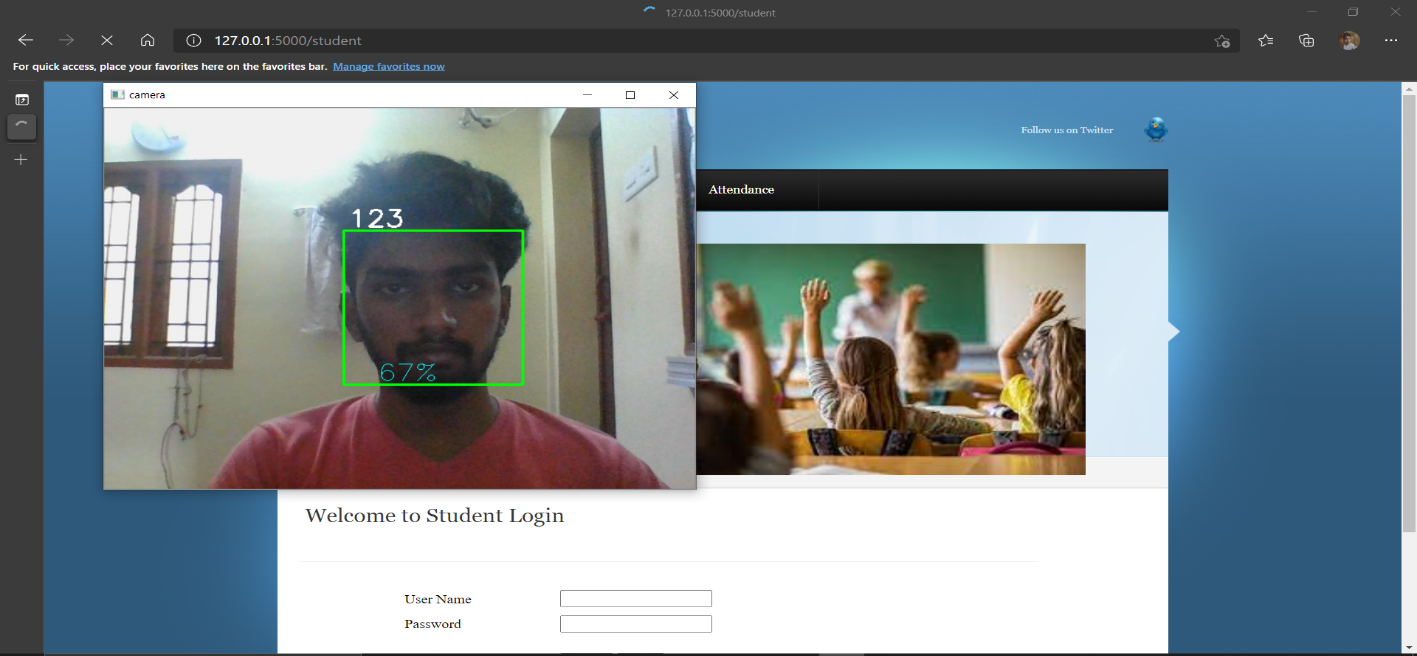 127.0.0.1:5000/student
127.0.0.1:5000/student
For quick access, place your favorites here on the favorites bar. Manage favorites now
camera
Follow us on Twitter
Attendance
123
67%
Welcome to Student Login
User Name
Password